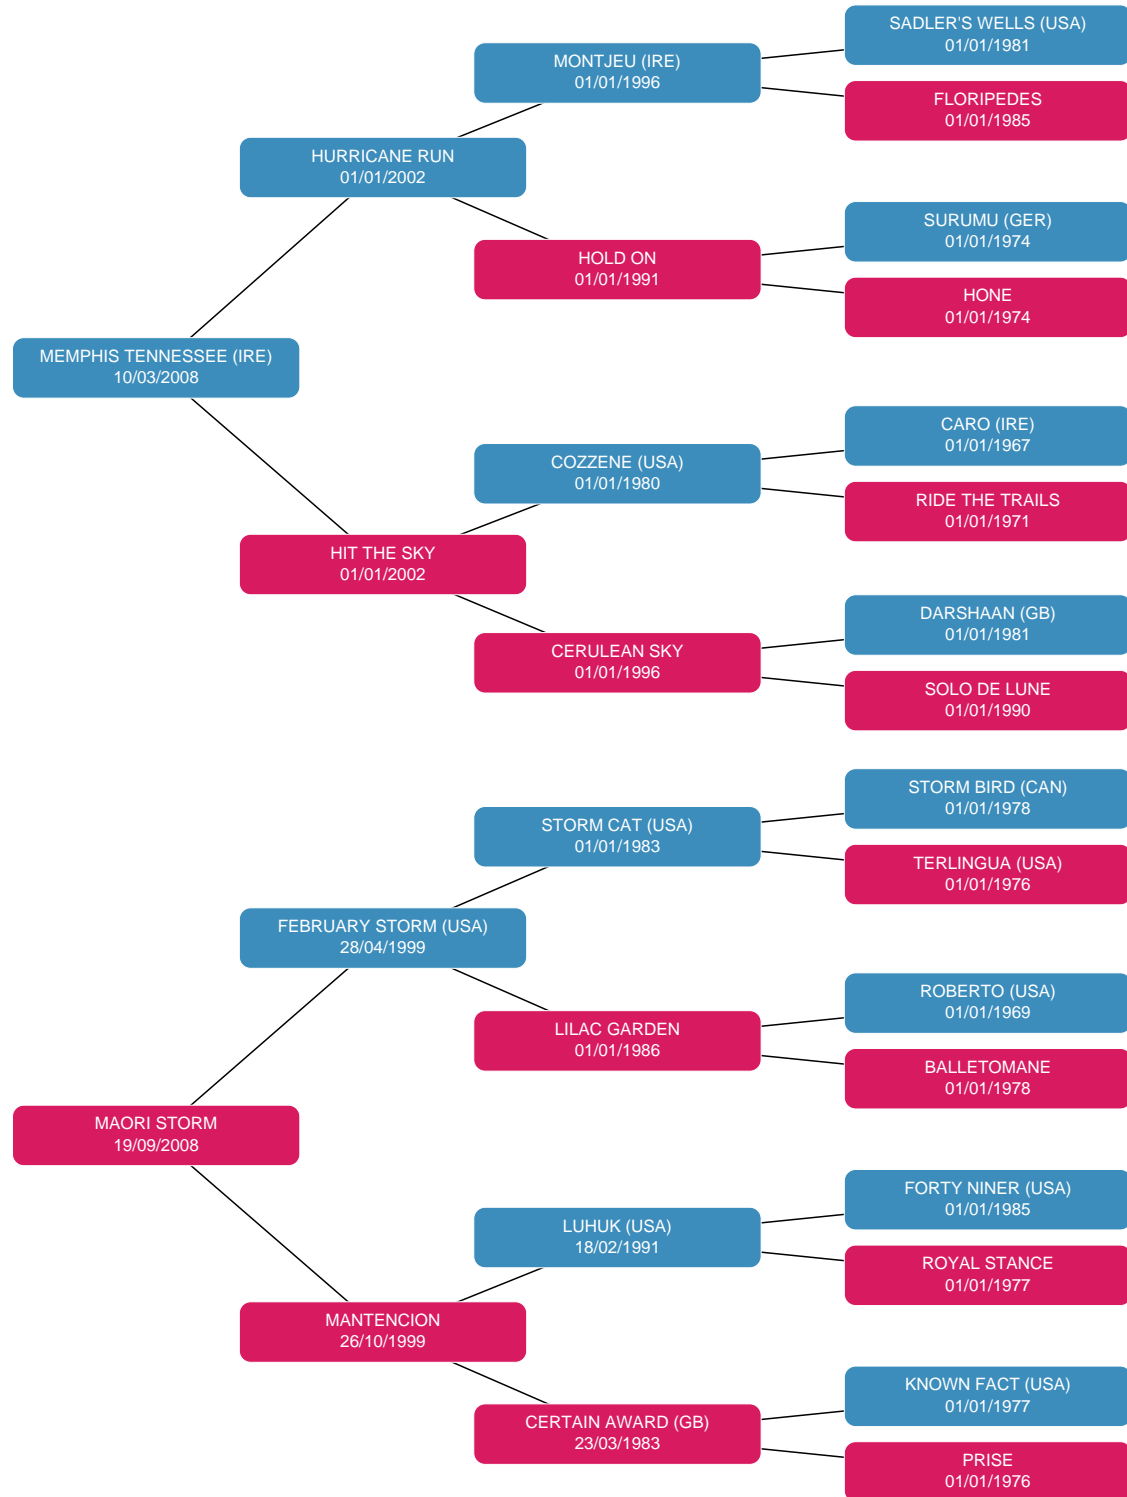 SADLER'S WELLS (USA)
01/01/1981
MONTJEU (IRE)
01/01/1996
FLORIPEDES
01/01/1985
HURRICANE RUN
01/01/2002
SURUMU (GER)
01/01/1974
HOLD ON
01/01/1991
HONE
01/01/1974
MEMPHIS TENNESSEE (IRE)
10/03/2008
CARO (IRE)
01/01/1967
COZZENE (USA)
01/01/1980
RIDE THE TRAILS
01/01/1971
HIT THE SKY
01/01/2002
DARSHAAN (GB)
01/01/1981
CERULEAN SKY
01/01/1996
SOLO DE LUNE
01/01/1990
STORM BIRD (CAN)
01/01/1978
STORM CAT (USA)
01/01/1983
TERLINGUA (USA)
01/01/1976
FEBRUARY STORM (USA)
28/04/1999
ROBERTO (USA)
01/01/1969
LILAC GARDEN
01/01/1986
BALLETOMANE
01/01/1978
MAORI STORM
19/09/2008
FORTY NINER (USA)
01/01/1985
LUHUK (USA)
18/02/1991
ROYAL STANCE
01/01/1977
MANTENCION
26/10/1999
KNOWN FACT (USA)
01/01/1977
CERTAIN AWARD (GB)
23/03/1983
PRISE
01/01/1976